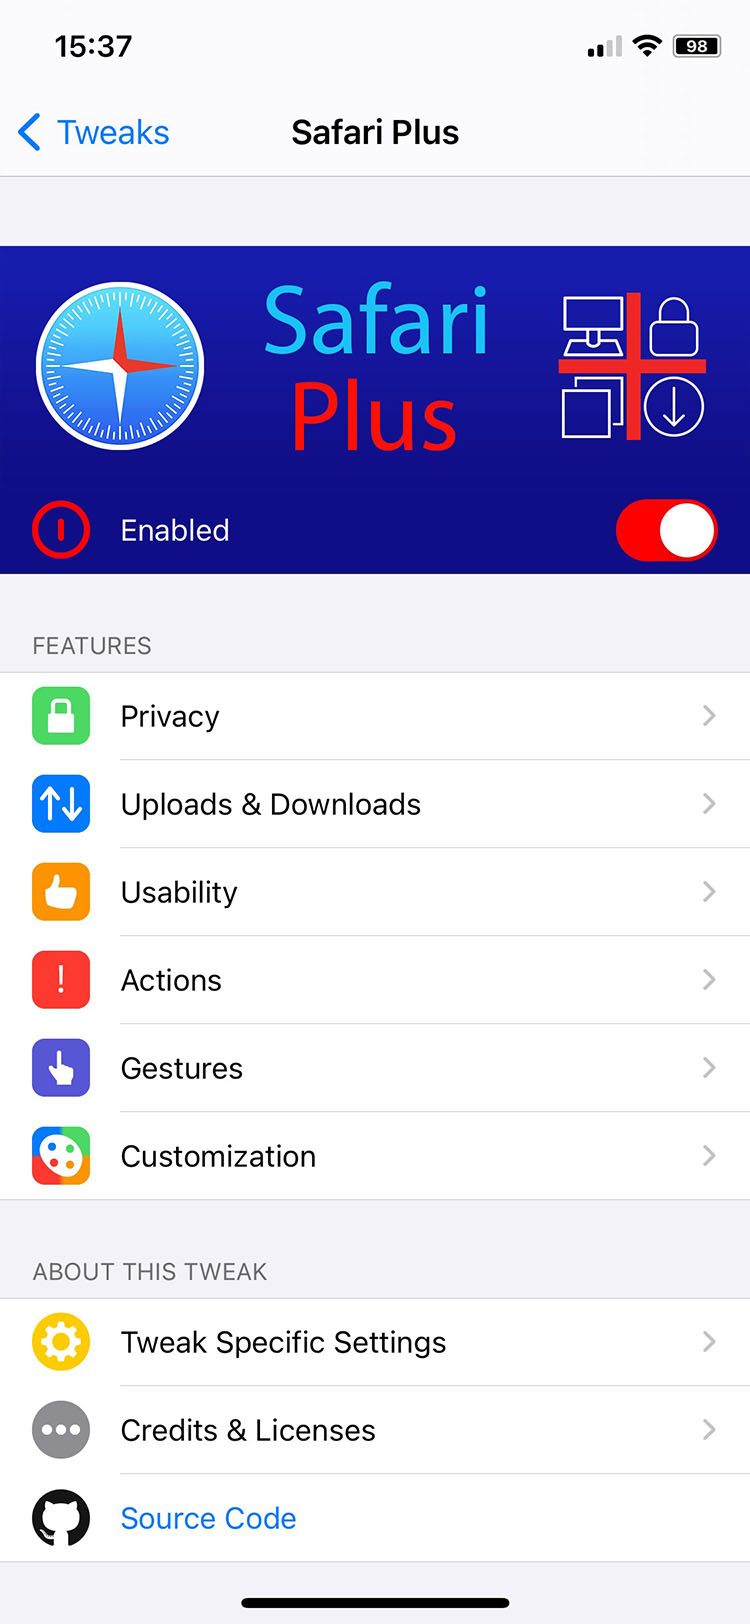 15:37
98
Tweaks
Safari Plus
Safari
Plus
Enabled
FEATURES
Privacy
Uploads & Downloads
Usability
Actions
Gestures
Customization
ABOUT THIS TWEAK
Tweak Specific Settings
Credits & Licenses
Source Code